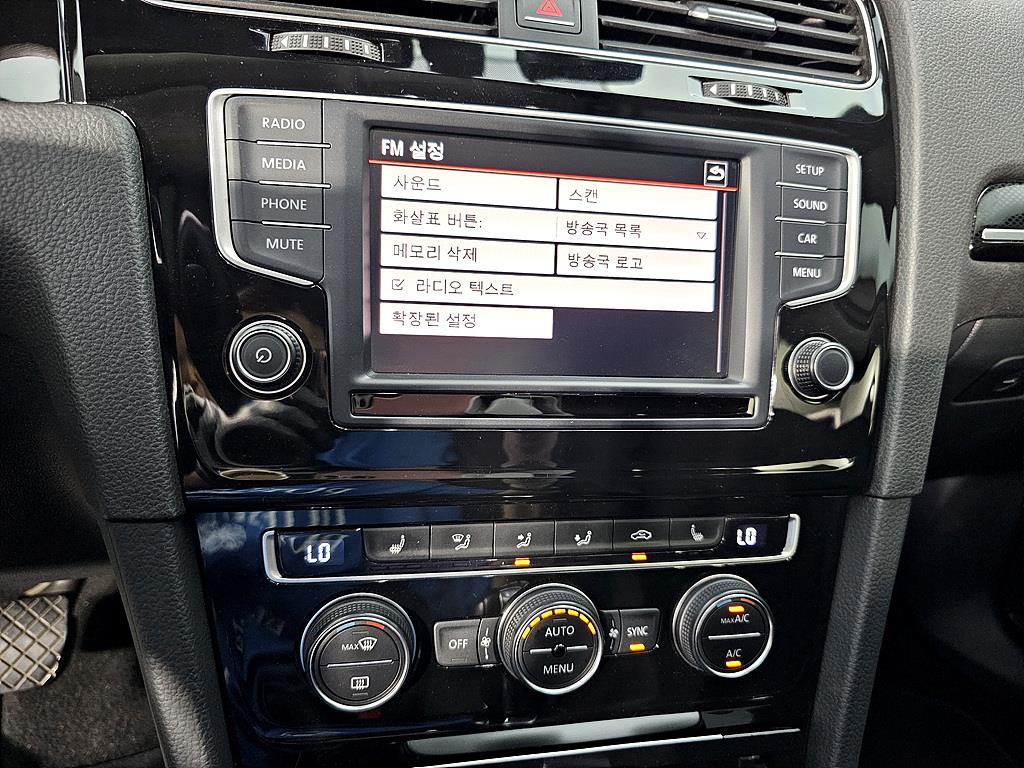 RADIO
MEDIA
PHONE
MUTE
FM 설정
사운드
스캔
화살표 버튼:
방송국 목록
메모리 삭제
방송국 로고
라디오 텍스트
확장된 설정
SETUP
SOUND
CAR
MENU
LO
LO
MAX
OFF
AUTO
MENU
SYNC
MAX A/C
A/C